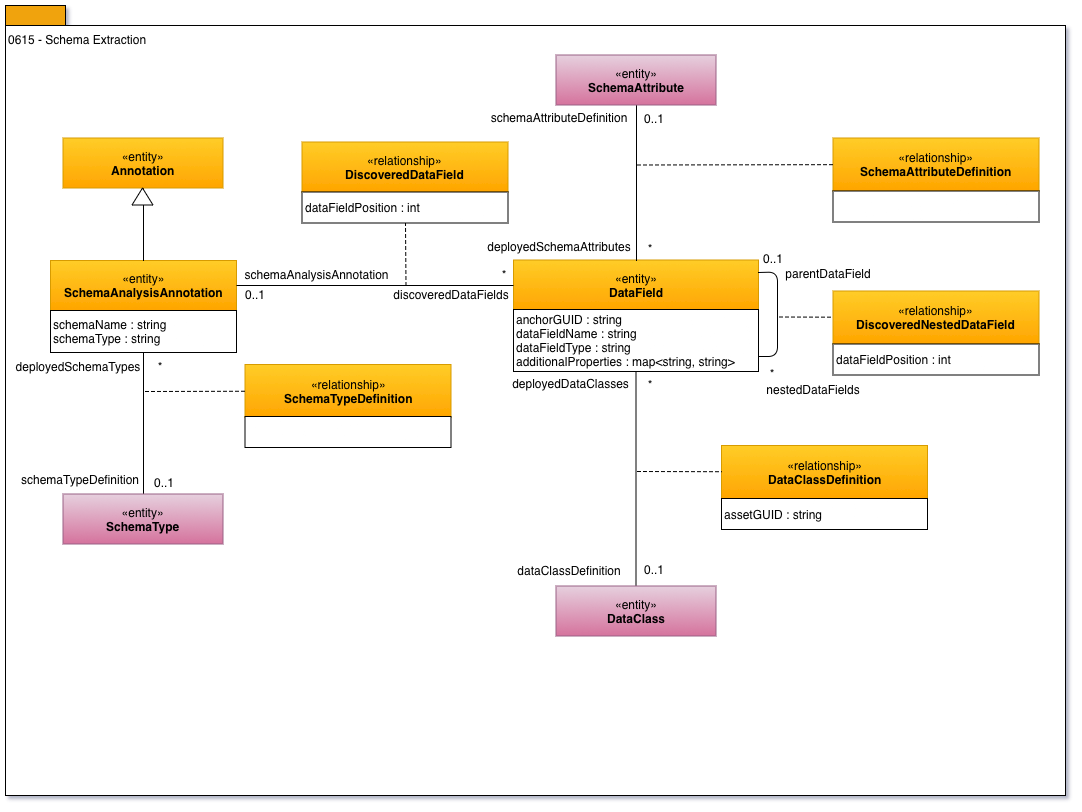 0615 - Schema Extraction
«entity»
SchemaAttribute
schemaAttributeDefinition
0..1
«entity»
Annotation
«relationship»
DiscoveredDataField
dataFieldPosition : int
«relationship»
SchemaAttributeDefinition
deployedSchemaAttributes
*
«entity»
SchemaAnalysisAnnotation
schemaName : string
schemaType : string
schemaAnalysisAnnotation
0..1
*
discoveredDataFields
«entity»
DataField
anchorGUID : string
dataFieldName : string
dataFieldType : string
additionalProperties : map<string, string>
0..1
parentDataField
«relationship»
DiscoveredNestedDataField
dataFieldPosition : int
*
nestedDataFields
deployedSchemaTypes
*
«relationship»
SchemaTypeDefinition
deployedDataClasses
*
«relationship»
DataClassDefinition
assetGUID : string
schemaTypeDefinition
0..1
«entity»
SchemaType
dataClassDefinition
0..1
«entity»
DataClass